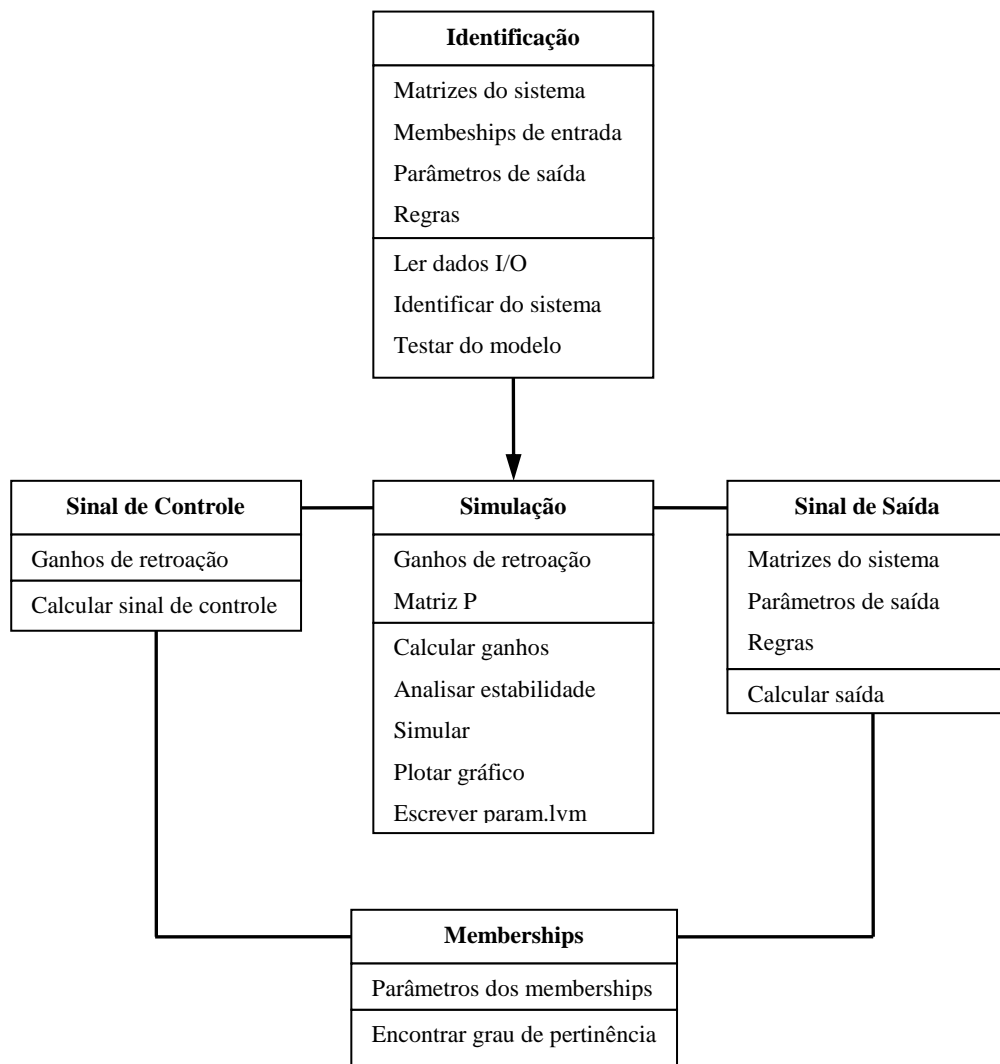 Identificação
Matrizes do sistema
Membeships de entrada
Parâmetros de saída
Regras
Ler dados I/O
Identificar do sistema
Testar do modelo
Sinal de Controle
Ganhos de retroação
Calcular sinal de controle
Simulação
Ganhos de retroação
Matriz P
Calcular ganhos
Analisar estabilidade
Simular
Plotar gráfico
Escrever param.lvm
Sinal de Saída
Matrizes do sistema
Parâmetros de saída
Regras
Calcular saída
Memberships
Parâmetros dos memberships
Encontrar grau de pertinência